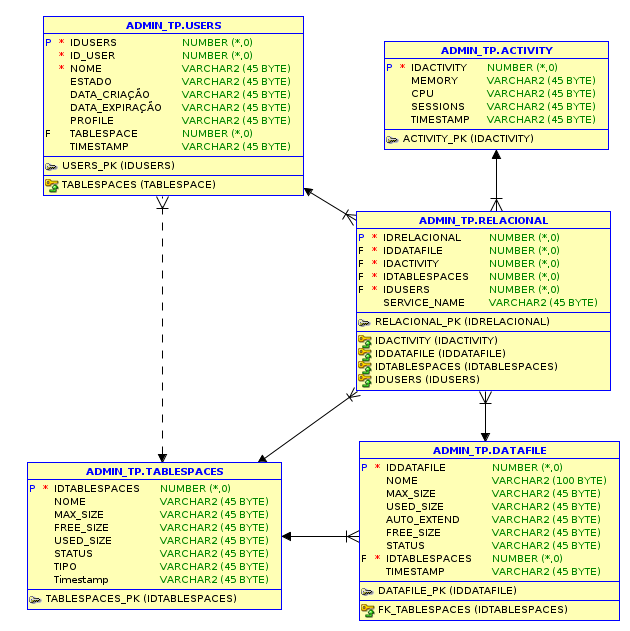 ADMIN_TP.USERS
P * IDUSERS NUMBER (*,0)
* ID_USER NUMBER (*,0)
* NOME VARCHAR2 (45 BYTE)
ESTADO VARCHAR2 (45 BYTE)
DATA_CRIAÇÃO VARCHAR2 (45 BYTE)
DATA_EXPIRAÇÃO VARCHAR2 (45 BYTE)
PROFILE VARCHAR2 (45 BYTE)
F TABLESPACE NUMBER (*,0)
TIMESTAMP VARCHAR2 (45 BYTE)
USERS_PK (IDUSERS)
TABLESPACES (TABLESPACE)
ADMIN_TP.ACTIVITY
P * IDACTIVITY NUMBER (*,0)
MEMORY VARCHAR2 (45 BYTE)
CPU VARCHAR2 (45 BYTE)
SESSIONS VARCHAR2 (45 BYTE)
TIMESTAMP VARCHAR2 (45 BYTE)
ACTIVITY_PK (IDACTIVITY)
ADMIN_TP.RELACIONAL
P * IDRELACIONAL NUMBER (*,0)
F * IDDATAFILE NUMBER (*,0)
F * IDACTIVITY NUMBER (*,0)
F * IDTABLESPACES NUMBER (*,0)
F * IDUSERS NUMBER (*,0)
SERVICE_NAME VARCHAR2 (45 BYTE)
RELACIONAL_PK (IDRELACIONAL)
IDACTIVITY (IDACTIVITY)
IDDATAFILE (IDDATAFILE)
IDTABLESPACES (IDTABLESPACES)
IDUSERS (IDUSERS)
ADMIN_TP.TABLESPACES
P * IDTABLESPACES NUMBER (*,0)
NOME VARCHAR2 (45 BYTE)
MAX_SIZE VARCHAR2 (45 BYTE)
FREE_SIZE VARCHAR2 (45 BYTE)
USED_SIZE VARCHAR2 (45 BYTE)
STATUS VARCHAR2 (45 BYTE)
TIPO VARCHAR2 (45 BYTE)
Timestamp VARCHAR2 (45 BYTE)
TABLESPACES_PK (IDTABLESPACES)
ADMIN_TP.DATAFILE
P * IDDATAFILE NUMBER (*,0)
NOME VARCHAR2 (100 BYTE)
MAX_SIZE VARCHAR2 (45 BYTE)
USED_SIZE VARCHAR2 (45 BYTE)
AUTO_EXTEND VARCHAR2 (45 BYTE)
FREE_SIZE VARCHAR2 (45 BYTE)
STATUS VARCHAR2 (45 BYTE)
F * IDTABLESPACES NUMBER (*,0)
TIMESTAMP VARCHAR2 (45 BYTE)
DATAFILE_PK (IDDATAFILE)
FK_TABLESPACES (IDTABLESPACES)